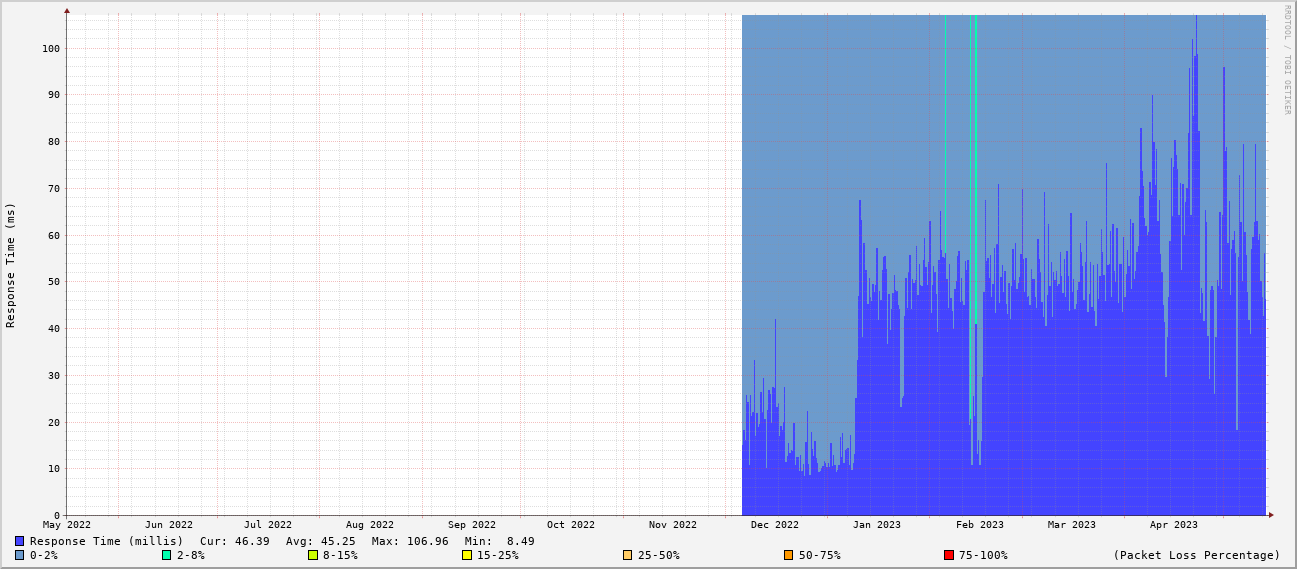 RRDTOOL / TOBI OETIKER
Response Time (ms)
100
90
80
70
60
50
40
30
20
10
0
May 2022 Jun 2022 Jul 2022 Aug 2022 Sep 2022 Oct 2022 Nov 2022 Dec 2022 Jan 2023 Feb 2023 Mar 2023 Apr 2023
Response Time (millis) Cur: 46.39 Avg: 45.25 Max: 106.96 Min: 8.49
0-2% 2-8% 8-15% 15-25% 25-50% 50-75% 75-100% (Packet Loss Percentage)